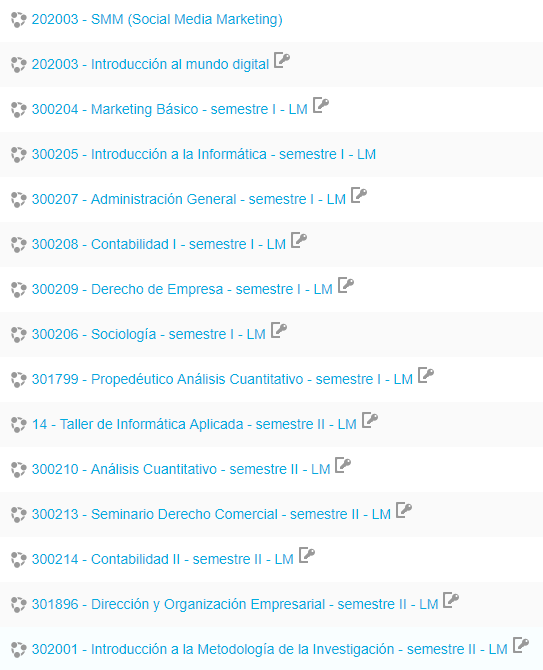 202003 - SMM (Social Media Marketing)
202003 - Introducción al mundo digital
300204 - Marketing Básico - semestre I - LM
300205 - Introducción a la Informática - semestre I - LM
300207 - Administración General - semestre I - LM
300208 - Contabilidad I - semestre I - LM
300209 - Derecho de Empresa - semestre I - LM
300206 - Sociología - semestre I - LM
301799 - Propedéutico Análisis Cuantitativo - semestre I - LM
14 - Taller de Informática Aplicada - semestre II - LM
300210 - Análisis Cuantitativo - semestre II - LM
300213 - Seminario Derecho Comercial - semestre II - LM
300214 - Contabilidad II - semestre II - LM
301896 - Dirección y Organización Empresarial - semestre II - LM
302001 - Introducción a la Metodología de la Investigación - semestre II - LM